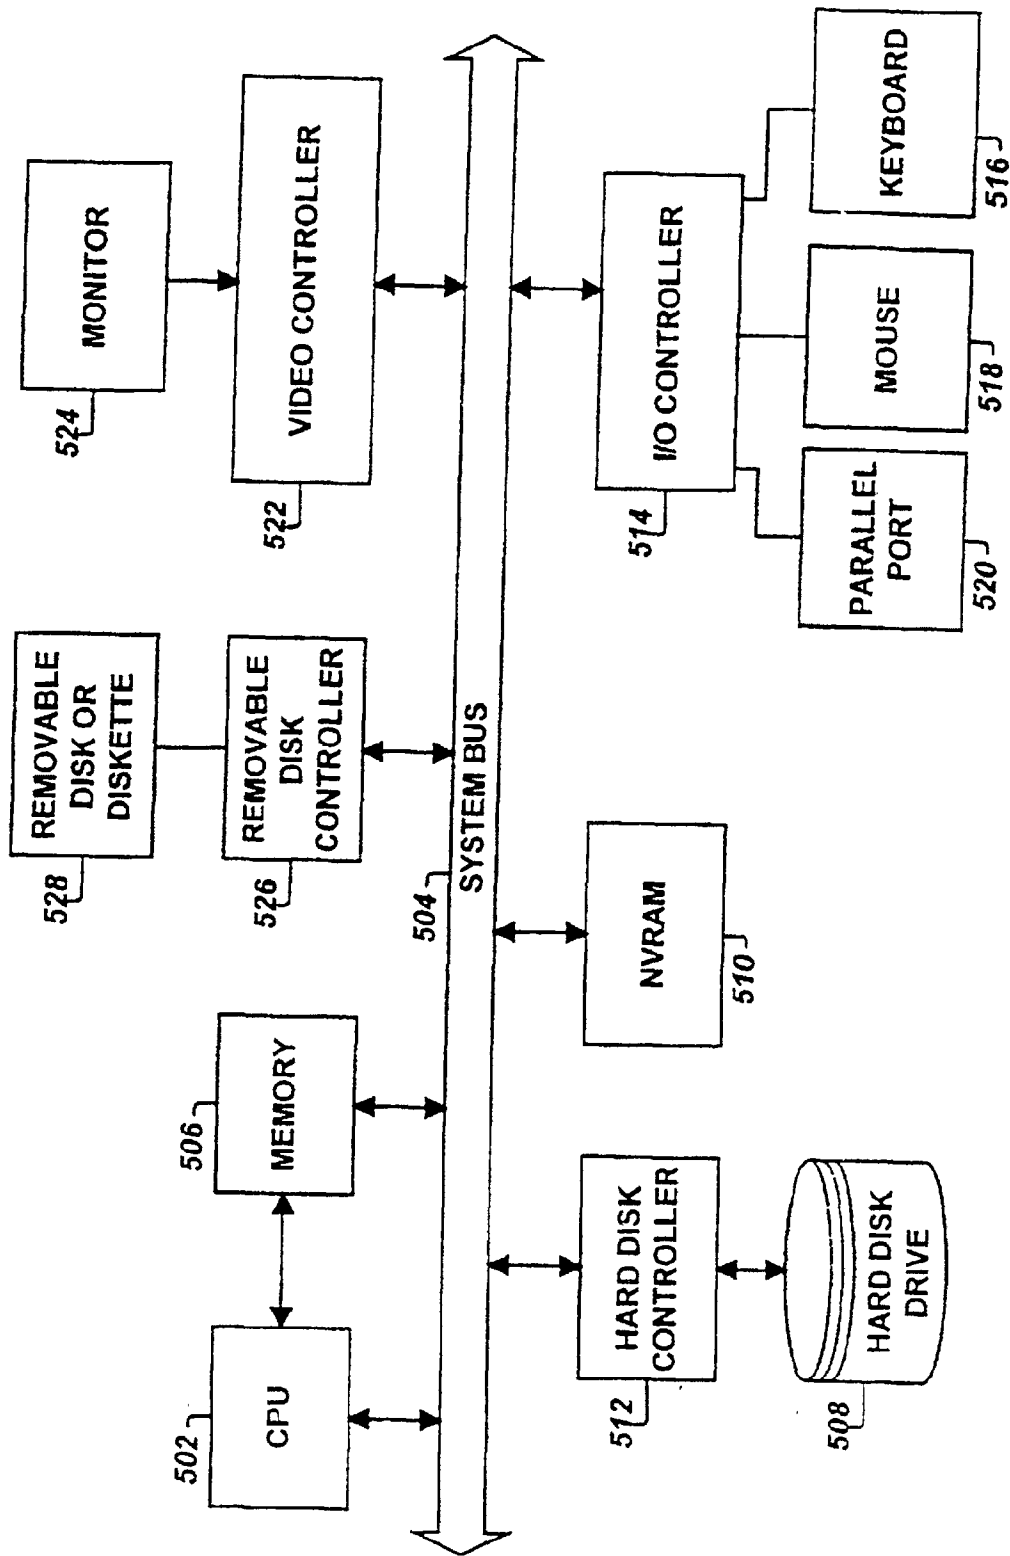 524
MONITOR
522
VIDEO CONTROLLER
528
REMOVABLE
DISK OR
DISKETTE
526
REMOVABLE
DISK
CONTROLLER
506
MEMORY
502
CPU
504
SYSTEM BUS
512
HARD DISK
CONTROLLER
508
HARD DISK
DRIVE
NVRAM
510
514
I/O CONTROLLER
PARALLEL
PORT
520
MOUSE
518
KEYBOARD
516